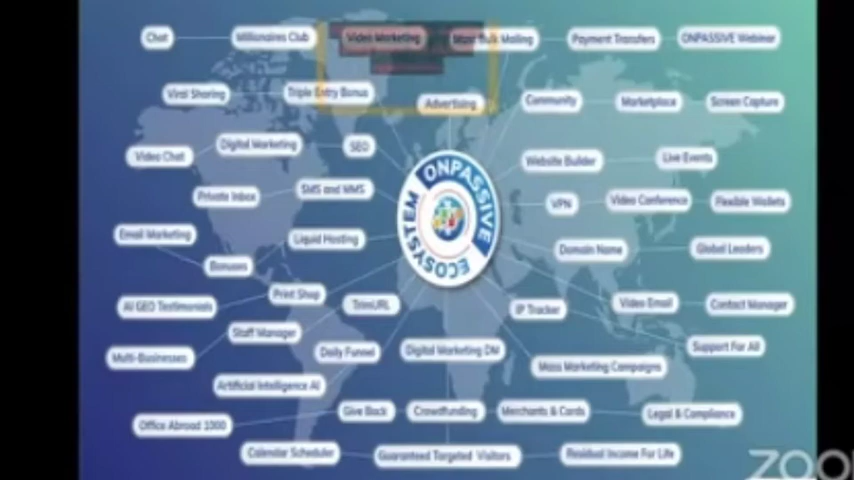 Chat
Millionaires Club
Video Marketing
Mass Bulk Mailing
Payment Transfers
ONPASSIVE Webinar
Viral Sharing
Triple Entry Bonus
Advertising
Community
Marketplace
Screen Capture
Video Chat
Digital Marketing
SEO
Website Builder
Live Events
Private Inbox
SMS and MMS
VPN
Video Conference
Flexible Wallets
ONPASSIVE ECOSYSTEM
Email Marketing
Liquid Hosting
Domain Name
Global Leaders
Bonuses
AI GEO Testimonials
Print Shop
TrimURL
IP Tracker
Video Email
Contact Manager
Staff Manager
Multi-Businesses
Daily Funnel
Digital Marketing DM
Mass Marketing Campaigns
Support For All
Artificial Intelligence AI
Office Abroad 1000
Give Back
Crowdfunding
Merchants & Cards
Legal & Compliance
Calendar Scheduler
Guaranteed Targeted Visitors
Residual Income For Life